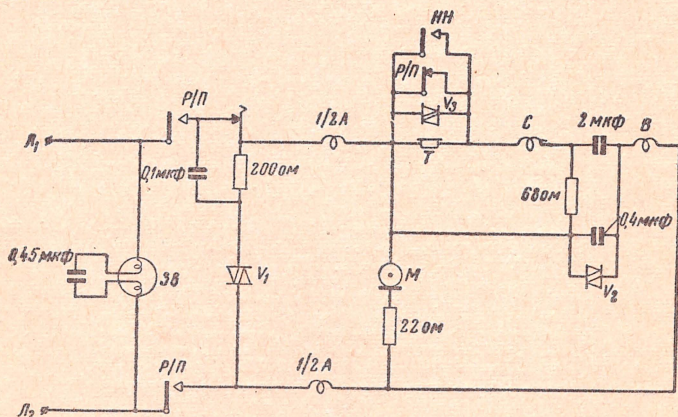 НН
Р/П
V₃
Р/П
1/2А
С
2мкф
В
Л₁
Т
0,1мкф
200ом
68ом
0,4мкф
0,45мкф
ЗВ
V₁
М
V₂
22ом
Р/П
1/2А
Л₂